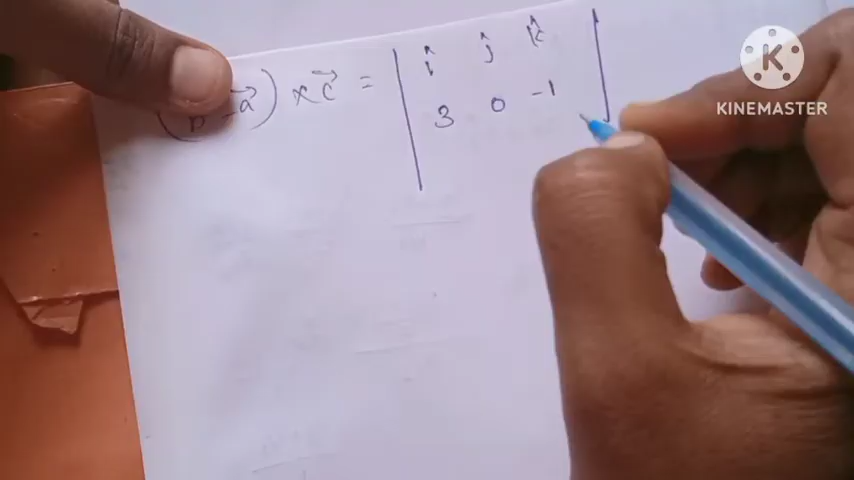 (b⃗ - a⃗) × c⃗ = | î ĵ k̂ |
3 0 -1
K
KINEMASTER